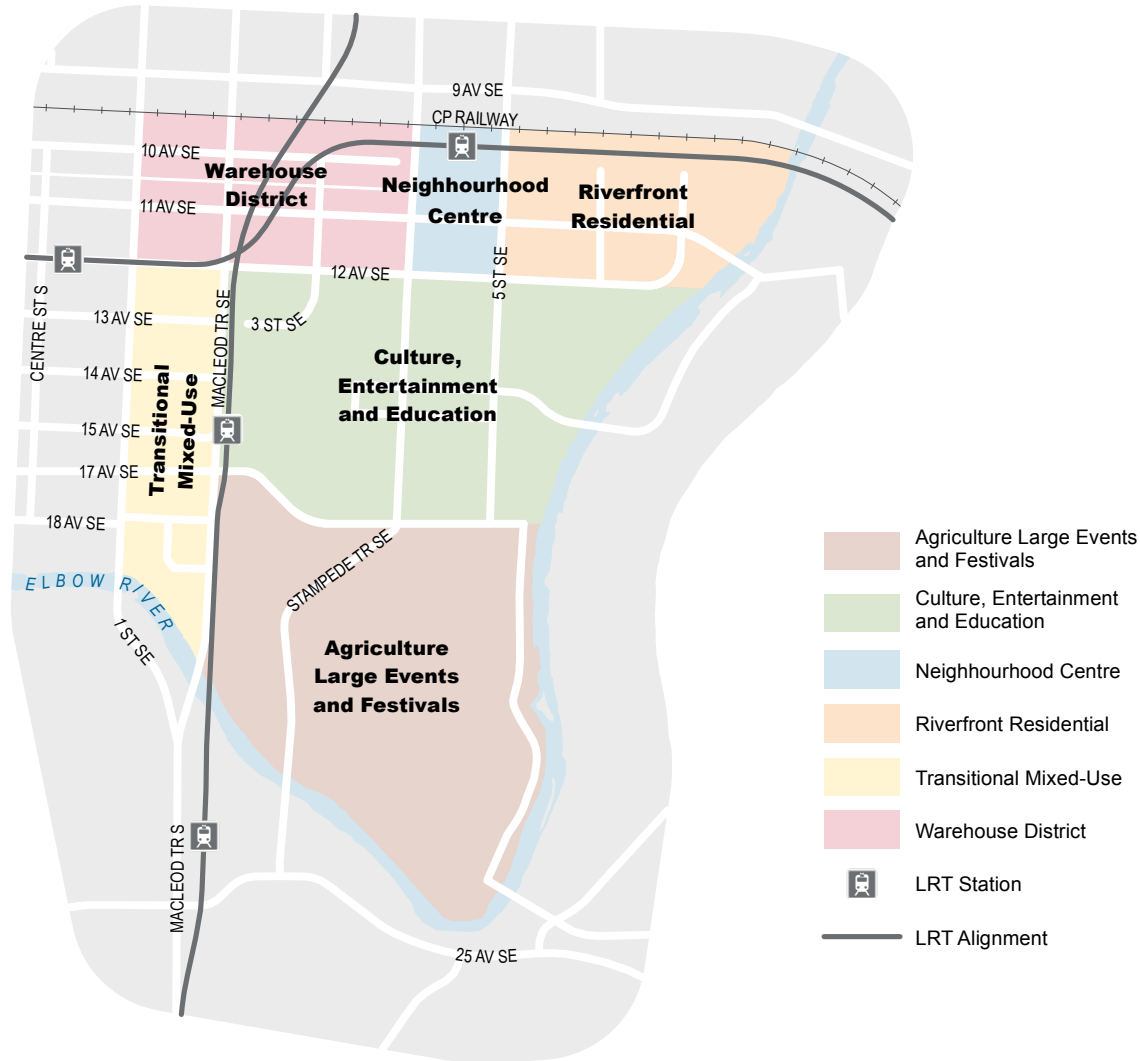 9 AV SE
CP RAILWAY
10 AV SE
Warehouse
District
Neighhourhood
Centre
Riverfront
Residential
11 AV SE
12 AV SE
5 ST SE
CENTRE ST S
MACLEOD TR SE
13 AV SE
3 ST SE
14 AV SE
Culture,
Entertainment
and Education
Transitional
Mixed-Use
15 AV SE
17 AV SE
18 AV SE
STAMPEDE TR SE
ELBOW RIVER
1 ST SE
Agriculture
Large Events
and Festivals
MACLEOD TR S
25 AV SE
Agriculture Large Events
and Festivals
Culture, Entertainment
and Education
Neighbourhood Centre
Riverfront Residential
Transitional Mixed-Use
Warehouse District
LRT Station
LRT Alignment